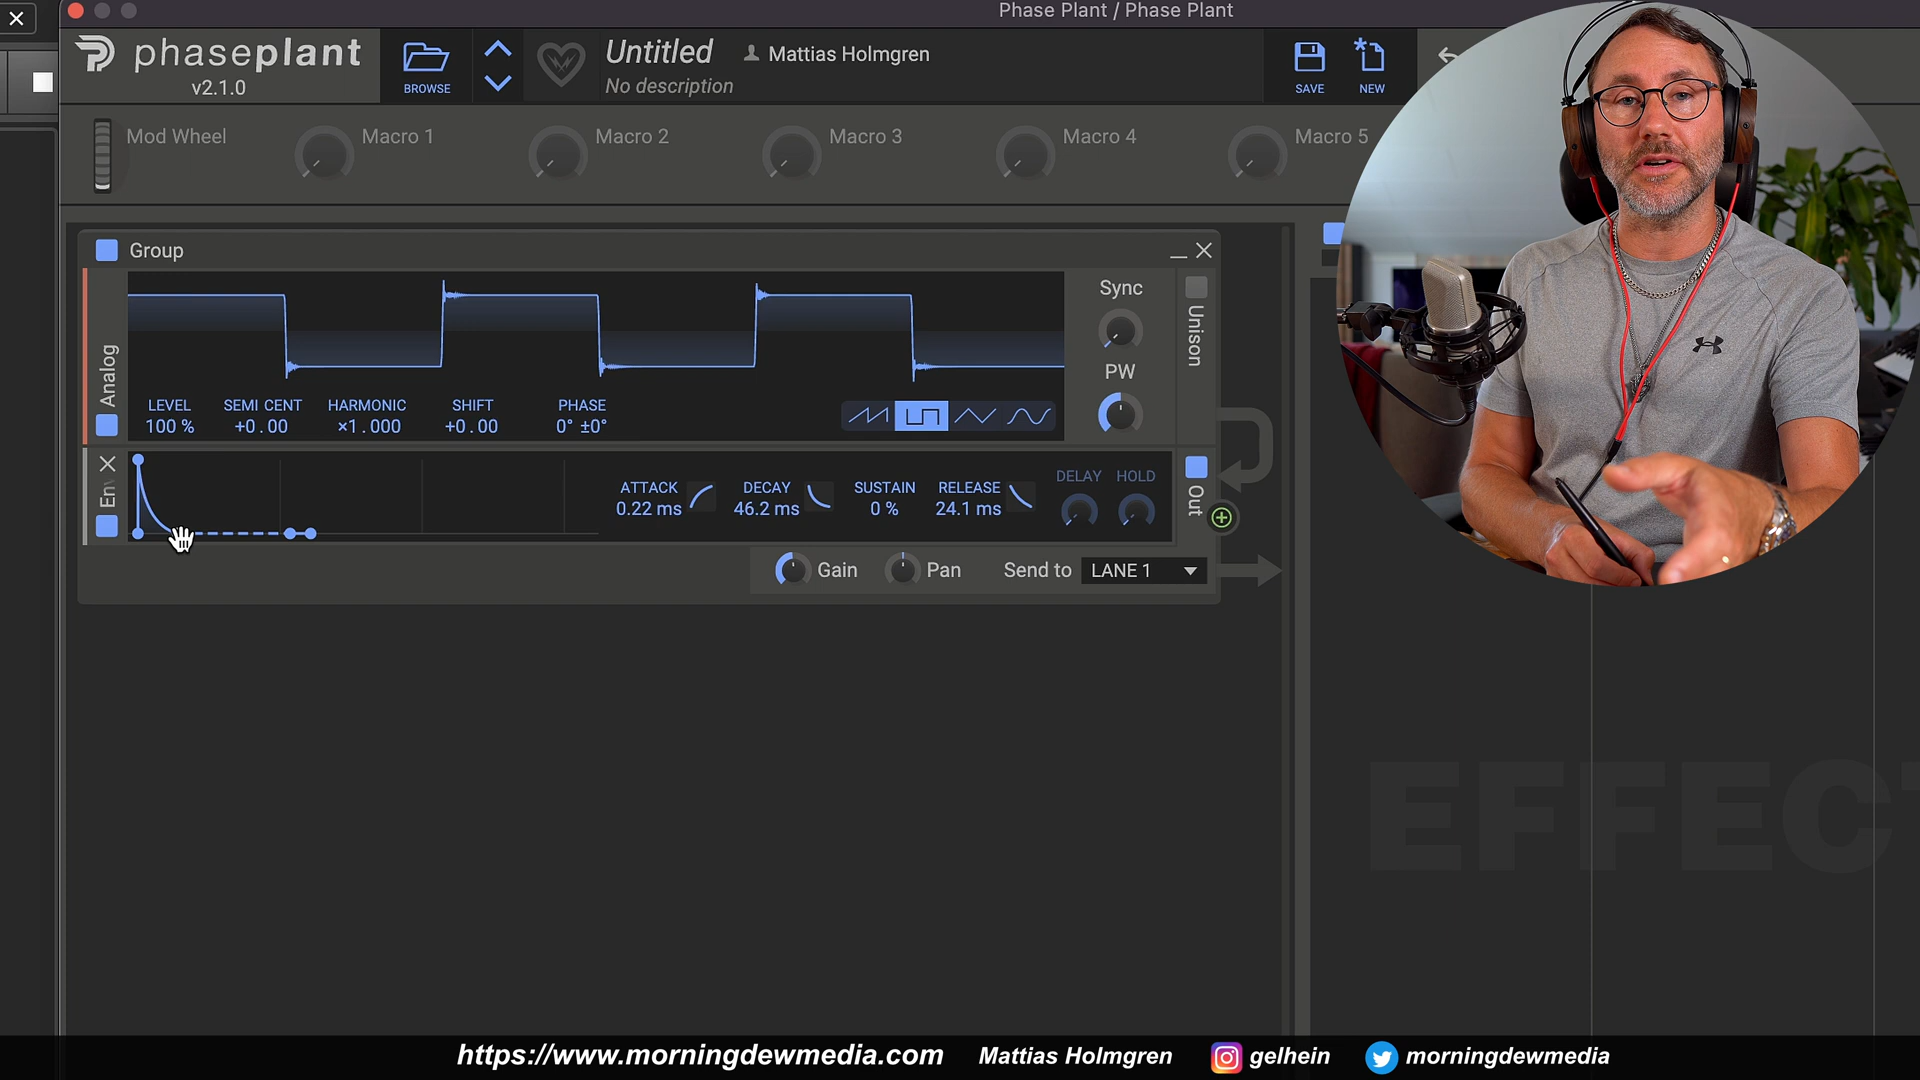 Phase Plant / Phase Plant
phaseplant
v2.1.0
BROWSE
Untitled
Mattias Holmgren
No description
SAVE
NEW
Mod Wheel
Macro 1
Macro 2
Macro 3
Macro 4
Macro 5
Group
Analog
LEVEL
100 %
SEMI CENT
+0.00
HARMONIC
×1.000
SHIFT
+0.00
PHASE
0° ±0°
Sync
PW
Unison
ATTACK
0.22 ms
DECAY
46.2 ms
SUSTAIN
0 %
RELEASE
24.1 ms
DELAY
HOLD
Out
Gain
Pan
Send to
LANE 1
https://www.morningdewmedia.com
Mattias Holmgren
gelhein
morningdewmedia